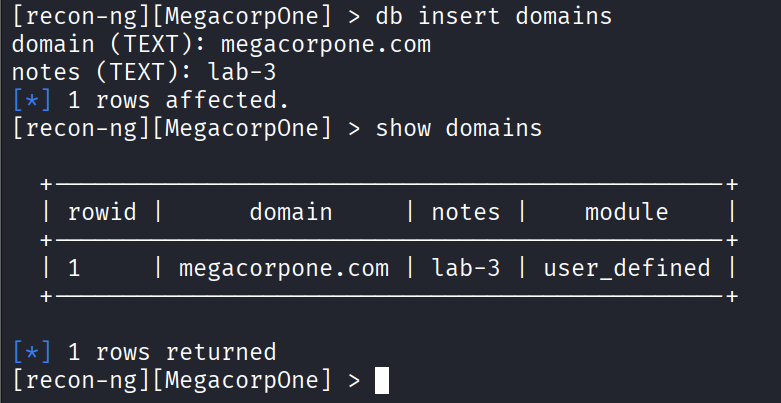 [recon-ng][MegacorpOne] > db insert domains
domain (TEXT): megacorpone.com
notes (TEXT): lab-3
[*] 1 rows affected.
[recon-ng][MegacorpOne] > show domains
+---------------------------------------------------+
| rowid | domain | notes | module |
+---------------------------------------------------+
| 1 | megacorpone.com | lab-3 | user_defined |
+---------------------------------------------------+
[*] 1 rows returned
[recon-ng][MegacorpOne] >